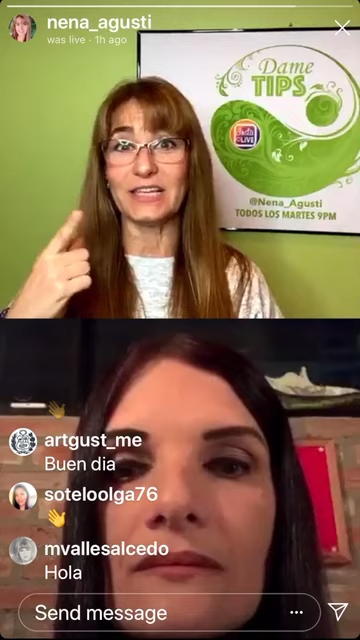 nena_agusti
was live · 1h ago
Dame
TIPS
LIVE
@Nena_Agusti
TODOS LOS MARTES 9PM
👋
artgust_me
Buen dia
soteloolga76
👋
mvallesalcedo
Hola
Send message